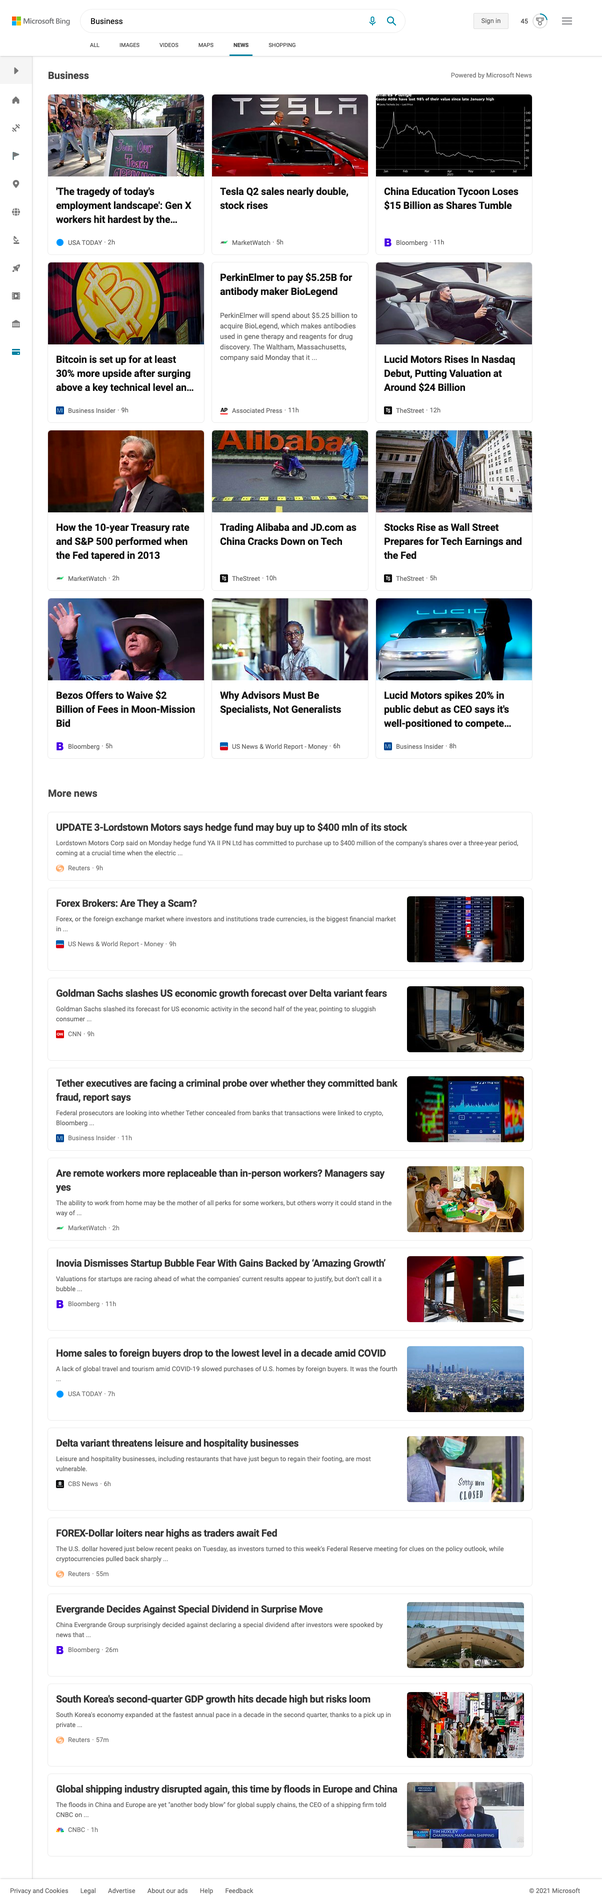 Microsoft Bing
Business
Sign in
45
ALL
IMAGES
VIDEOS
MAPS
NEWS
SHOPPING
Business
Powered by Microsoft News
Join Our
Team
TESLA
'The tragedy of today's
employment landscape': Gen X
workers hit hardest by the...
USA TODAY · 2h
Tesla Q2 sales nearly double,
stock rises
MarketWatch · 5h
China Education Tycoon Loses
$15 Billion as Shares Tumble
Bloomberg · 11h
Bitcoin is set up for at least
30% more upside after surging
above a key technical level an...
Business Insider · 9h
PerkinElmer to pay $5.25B for
antibody maker BioLegend
PerkinElmer will spend about $5.25 billion to
acquire BioLegend, which makes antibodies
used in gene therapy and reagents for drug
discovery. The Waltham, Massachusetts,
company said Monday that it ...
AP
Associated Press · 11h
Lucid Motors Rises In Nasdaq
Debut, Putting Valuation at
Around $24 Billion
TheStreet · 12h
Alibaba
How the 10-year Treasury rate
and S&P 500 performed when
the Fed tapered in 2013
MarketWatch · 2h
Trading Alibaba and JD.com as
China Cracks Down on Tech
TheStreet · 10h
Stocks Rise as Wall Street
Prepares for Tech Earnings and
the Fed
TheStreet · 5h
LUCID
Bezos Offers to Waive $2
Billion of Fees in Moon-Mission
Bid
Bloomberg · 5h
Why Advisors Must Be
Specialists, Not Generalists
US News & World Report - Money · 6h
Lucid Motors spikes 20% in
public debut as CEO says it's
well-positioned to compete...
Business Insider · 8h
More news
UPDATE 3-Lordstown Motors says hedge fund may buy up to $400 mln of its stock
Lordstown Motors Corp said on Monday hedge fund YA II PN Ltd has committed to purchase up to $400 million of the company's shares over a three-year period,
coming at a crucial time when the electric ...
Reuters · 9h
Forex Brokers: Are They a Scam?
Forex, or the foreign exchange market where investors and institutions trade currencies, is the biggest financial market
in ...
US News & World Report - Money · 9h
Goldman Sachs slashes US economic growth forecast over Delta variant fears
Goldman Sachs slashed its forecast for US economic activity in the second half of the year, pointing to sluggish
consumer ...
CNN · 9h
Tether executives are facing a criminal probe over whether they committed bank
fraud, report says
Federal prosecutors are looking into whether Tether concealed from banks that transactions were linked to crypto,
Bloomberg ...
Business Insider · 11h
Are remote workers more replaceable than in-person workers? Managers say
yes
The ability to work from home may be the mother of all perks for some workers, but others worry it could stand in the
way of ...
MarketWatch · 2h
Inovia Dismisses Startup Bubble Fear With Gains Backed by 'Amazing Growth'
Valuations for startups are racing ahead of what the companies' current results appear to justify, but don't call it a
bubble ...
Bloomberg · 11h
Home sales to foreign buyers drop to the lowest level in a decade amid COVID
A lack of global travel and tourism amid COVID-19 slowed purchases of U.S. homes by foreign buyers. It was the fourth
...
USA TODAY · 7h
Delta variant threatens leisure and hospitality businesses
Leisure and hospitality businesses, including restaurants that have just begun to regain their footing, are most
vulnerable.
CBS News · 6h
Sorry we're
CLOSED
FOREX-Dollar loiters near highs as traders await Fed
The U.S. dollar hovered just below recent peaks on Tuesday, as investors turned to this week's Federal Reserve meeting for clues on the policy outlook, while
cryptocurrencies pulled back sharply ...
Reuters · 55m
Evergrande Decides Against Special Dividend in Surprise Move
China Evergrande Group surprisingly decided against declaring a special dividend after investors were spooked by
news that ...
Bloomberg · 26m
South Korea's second-quarter GDP growth hits decade high but risks loom
South Korea's economy expanded at the fastest annual pace in a decade in the second quarter, thanks to a pick up in
private ...
Reuters · 57m
Global shipping industry disrupted again, this time by floods in Europe and China
The floods in China and Europe are yet "another body blow" for global supply chains, the CEO of a shipping firm told
CNBC on ...
CNBC · 1h
TIM HUXLEY
CHAIRMAN, MANDARIN SHIPPING
Privacy and Cookies
Legal
Advertise
About our ads
Help
Feedback
© 2021 Microsoft